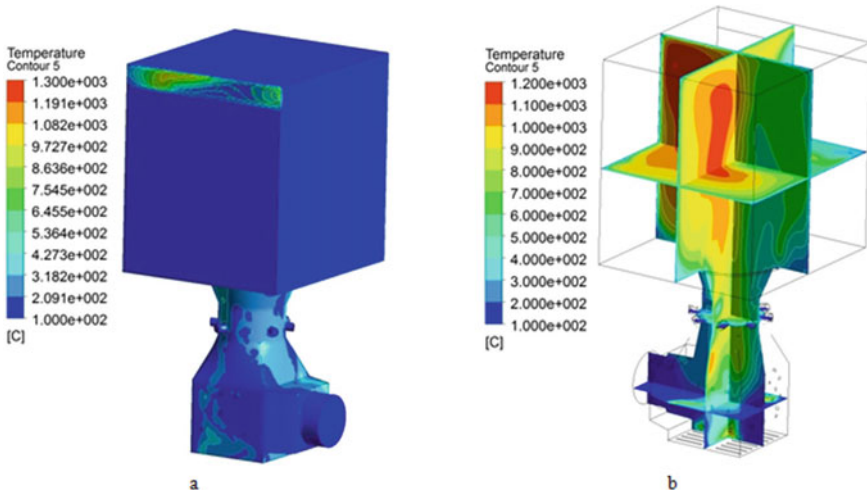 Temperature
Contour 5
1.300e+003
1.191e+003
1.082e+003
9.727e+002
8.636e+002
7.545e+002
6.455e+002
5.364e+002
4.273e+002
3.182e+002
2.091e+002
1.000e+002
[C]
a
Temperature
Contour 5
1.200e+003
1.100e+003
1.000e+003
9.000e+002
8.000e+002
7.000e+002
6.000e+002
5.000e+002
4.000e+002
3.000e+002
2.000e+002
1.000e+002
[C]
b